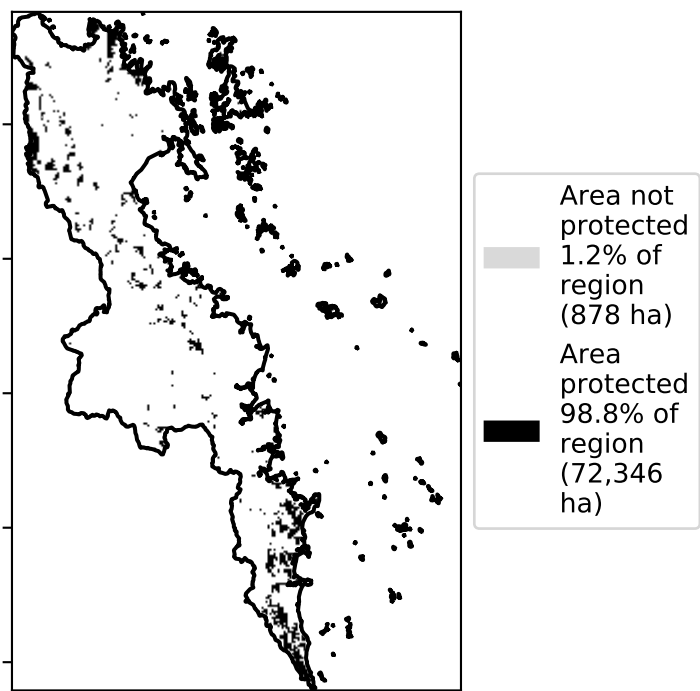 Area not
protected
1.2% of
region
(878 ha)
Area
protected
98.8% of
region
(72,346
ha)